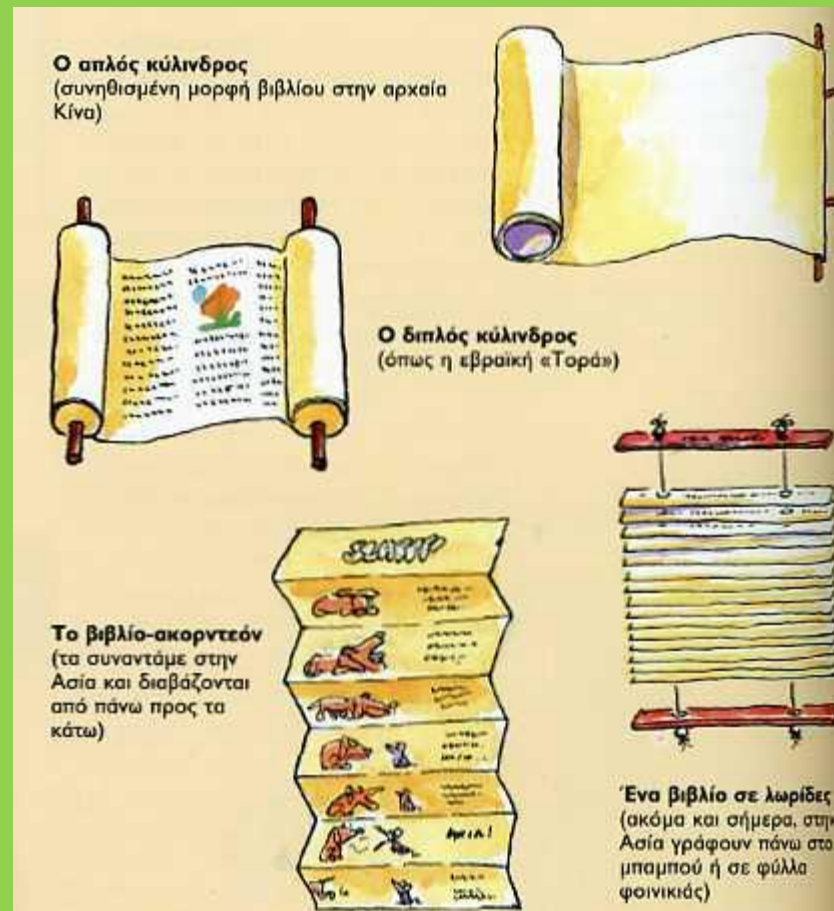 Ο απλός κύλινδρος
(συνηθισμένη μορφή βιβλίου στην αρχαία
Κίνα)
Ο διπλός κύλινδρος
(όπως η εβραϊκή «Τορά»)
Το βιβλίο-ακορντεόν
(τα συναντάμε στην
Ασία και διαβάζονται
από πάνω προς τα
κάτω)
Ένα βιβλίο σε λωρίδες
(ακόμα και σήμερα, στην
Ασία γράφουν πάνω στο
μπαμπού ή σε φύλλα
φοινικιάς)